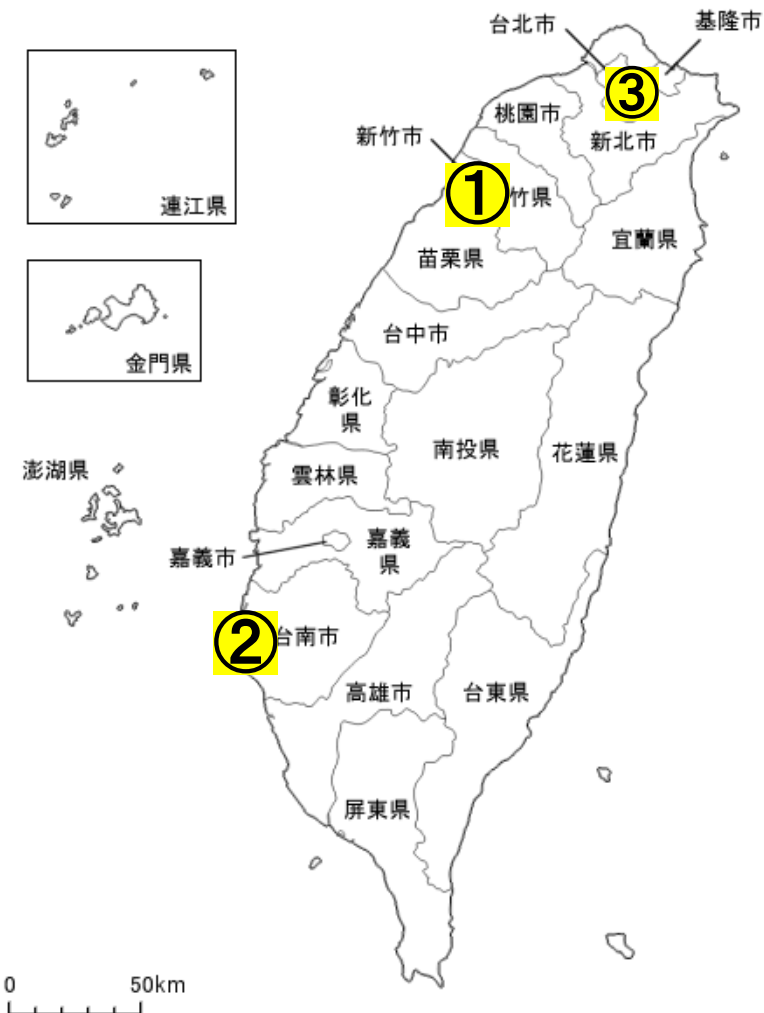 台北市
基隆市
③
桃園市
新竹市
新北市
①
竹県
連江県
宜蘭県
苗栗県
台中市
金門県
彰化
県
南投県
花蓮県
澎湖県
雲林県
嘉義市
嘉義
県
②
台南市
高雄市
台東県
屏東県
0 50km